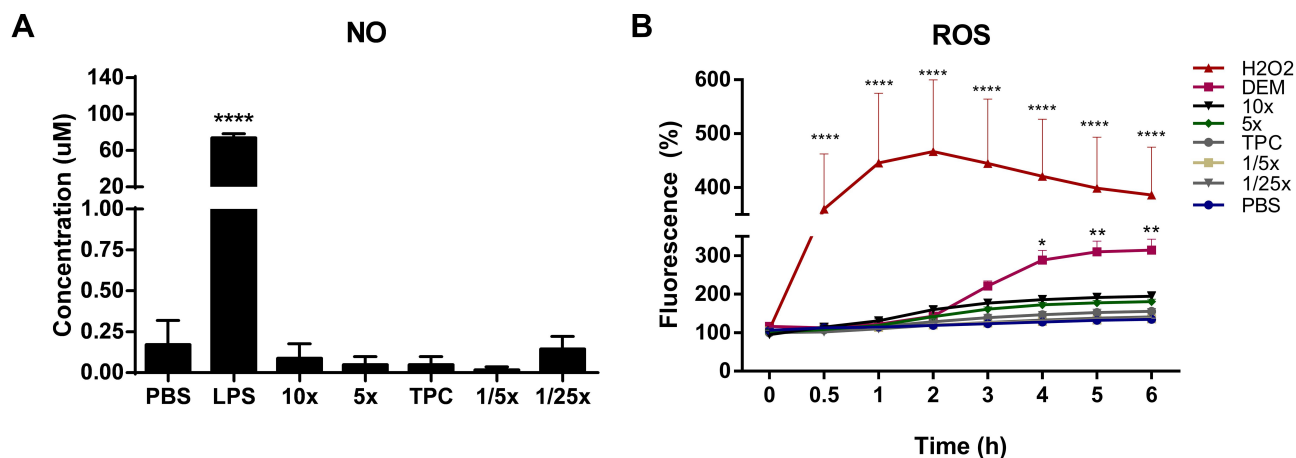 A
NO
Concentration (uM)
140
100
60
20
1.00
0.75
0.50
0.25
0.00
PBS LPS 10x 5x TPC 1/5x 1/25x
****
B
ROS
Fluorescence (%)
600
500
400
300
200
100
0
0 0.5 1 2 3 4 5 6
Time (h)
**** **** **** **** **** **** ****
* ** **
H2O2
DEM
10x
5x
TPC
1/5x
1/25x
PBS